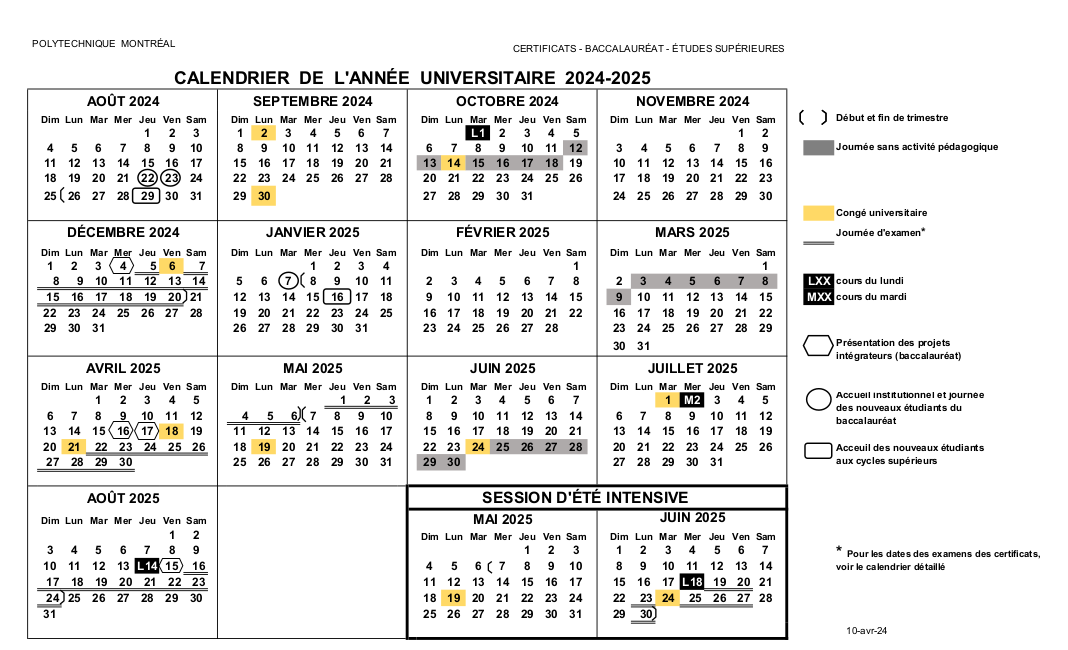 POLYTECHNIQUE MONTRÉAL
CERTIFICATS - BACCALAURÉAT - ÉTUDES SUPÉRIEURES
CALENDRIER DE L'ANNÉE UNIVERSITAIRE 2024-2025
AOÛT 2024
Dim Lun Mar Mer Jeu Ven Sam
1 2 3
4 5 6 7 8 9 10
11 12 13 14 15 16 17
18 19 20 21 22 23 24
25 ( 26 27 28 29 30 31
SEPTEMBRE 2024
Dim Lun Mar Mer Jeu Ven Sam
1 2 3 4 5 6 7
8 9 10 11 12 13 14
15 16 17 18 19 20 21
22 23 24 25 26 27 28
29 30
OCTOBRE 2024
Dim Lun Mar Mer Jeu Ven Sam
L1 2 3 4 5
6 7 8 9 10 11 12
13 14 15 16 17 18 19
20 21 22 23 24 25 26
27 28 29 30 31
NOVEMBRE 2024
Dim Lun Mar Mer Jeu Ven Sam
1 2
3 4 5 6 7 8 9
10 11 12 13 14 15 16
17 18 19 20 21 22 23
24 25 26 27 28 29 30
DÉCEMBRE 2024
Dim Lun Mar Mer Jeu Ven Sam
1 2 3 4 5 6 7
8 9 10 11 12 13 14
15 16 17 18 19 20) 21
22 23 24 25 26 27 28
29 30 31
JANVIER 2025
Dim Lun Mar Mer Jeu Ven Sam
1 2 3 4
5 6 7 ( 8 9 10 11
12 13 14 15 16 17 18
19 20 21 22 23 24 25
26 27 28 29 30 31
FÉVRIER 2025
Dim Lun Mar Mer Jeu Ven Sam
1
2 3 4 5 6 7 8
9 10 11 12 13 14 15
16 17 18 19 20 21 22
23 24 25 26 27 28
MARS 2025
Dim Lun Mar Mer Jeu Ven Sam
1
2 3 4 5 6 7 8
9 10 11 12 13 14 15
16 17 18 19 20 21 22
23 24 25 26 27 28 29
30 31
AVRIL 2025
Dim Lun Mar Mer Jeu Ven Sam
1 2 3 4 5
6 7 8 9 10 11 12
13 14 15 16 17 18 19
20 21 22 23 24 25 26
27 28 29 30
MAI 2025
Dim Lun Mar Mer Jeu Ven Sam
1 2 3
4 5 6) ( 7 8 9 10
11 12 13 14 15 16 17
18 19 20 21 22 23 24
25 26 27 28 29 30 31
JUIN 2025
Dim Lun Mar Mer Jeu Ven Sam
1 2 3 4 5 6 7
8 9 10 11 12 13 14
15 16 17 18 19 20 21
22 23 24 25 26 27 28
29 30
JUILLET 2025
Dim Lun Mar Mer Jeu Ven Sam
1 M2 3 4 5
6 7 8 9 10 11 12
13 14 15 16 17 18 19
20 21 22 23 24 25 26
27 28 29 30 31
AOÛT 2025
Dim Lun Mar Mer Jeu Ven Sam
1 2
3 4 5 6 7 8 9
10 11 12 13 L14 15 16
17 18 19 20 21 22 23
24) 25 26 27 28 29 30
31
SESSION D'ÉTÉ INTENSIVE
MAI 2025
Dim Lun Mar Mer Jeu Ven Sam
1 2 3
4 5 6 ( 7 8 9 10
11 12 13 14 15 16 17
18 19 20 21 22 23 24
25 26 27 28 29 30 31
JUIN 2025
Dim Lun Mar Mer Jeu Ven Sam
1 2 3 4 5 6 7
8 9 10 11 12 13 14
15 16 17 L18 19 20 21
22 23 24 25 26 27 28
29 30)
( ) Début et fin de trimestre
Journée sans activité pédagogique
Congé universitaire
Journée d'examen*
LXX cours du lundi
MXX cours du mardi
Présentation des projets
intégrateurs (baccalauréat)
Accueil institutionnel et journée
des nouveaux étudiants du
baccalauréat
Acceuil des nouveaux étudiants
aux cycles supérieurs
* Pour les dates des examens des certificats,
voir le calendrier détaillé
10-avr-24